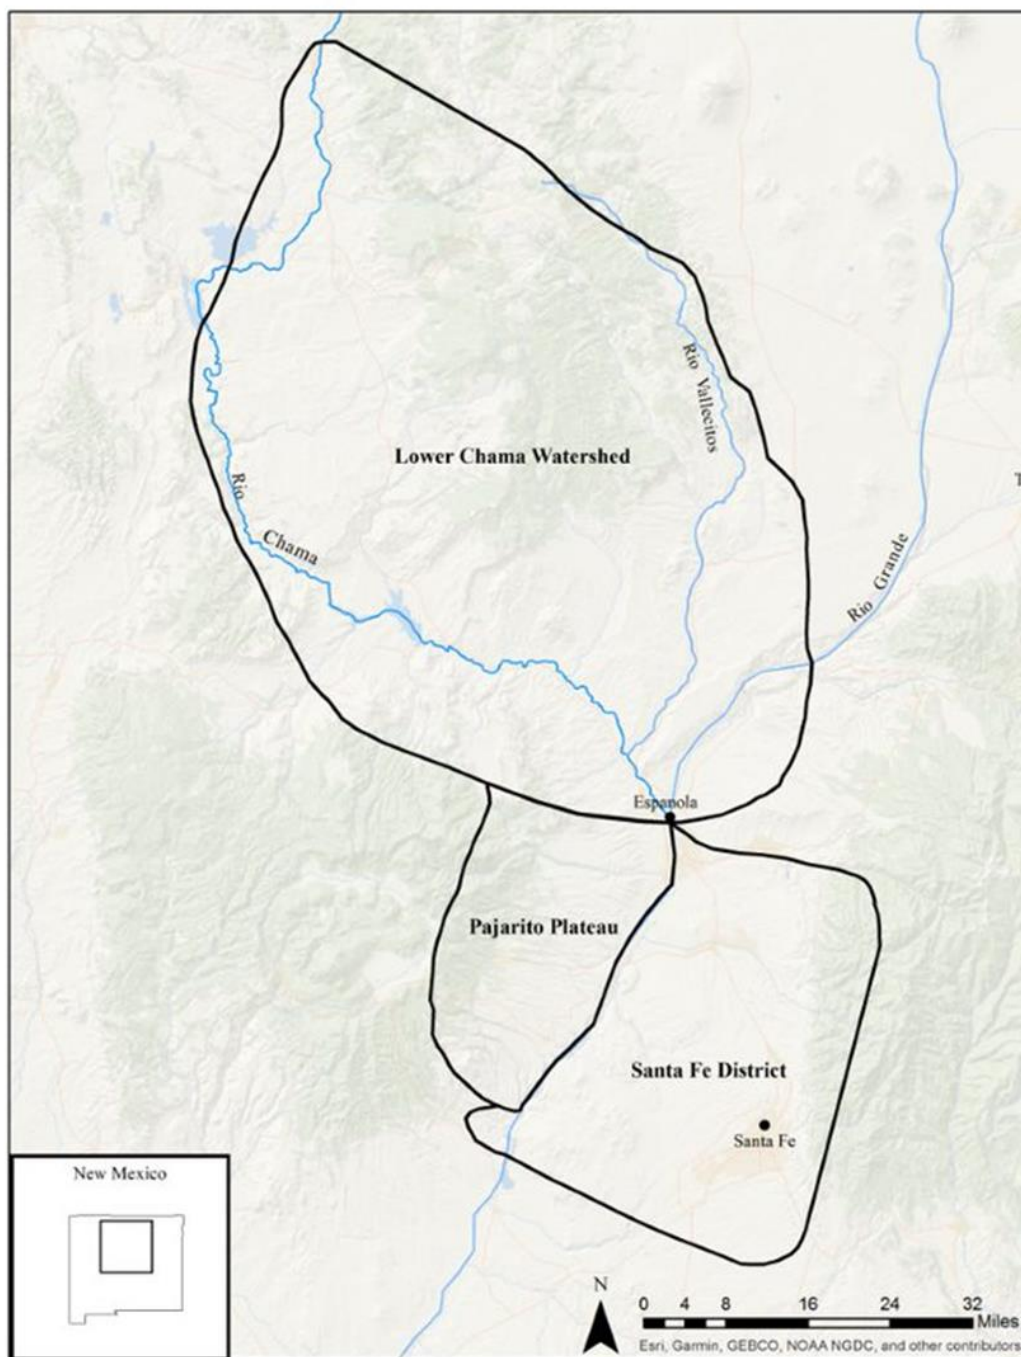 Rio Vallecitos
Lower Chama Watershed
T
Rio
Chama
Rio Grande
Espanola
Pajarito Plateau
Santa Fe District
Santa Fe
New Mexico
N
0 4 8 16 24 32
Miles
Esri, Garmin, GEBCO, NOAA NGDC, and other contributors